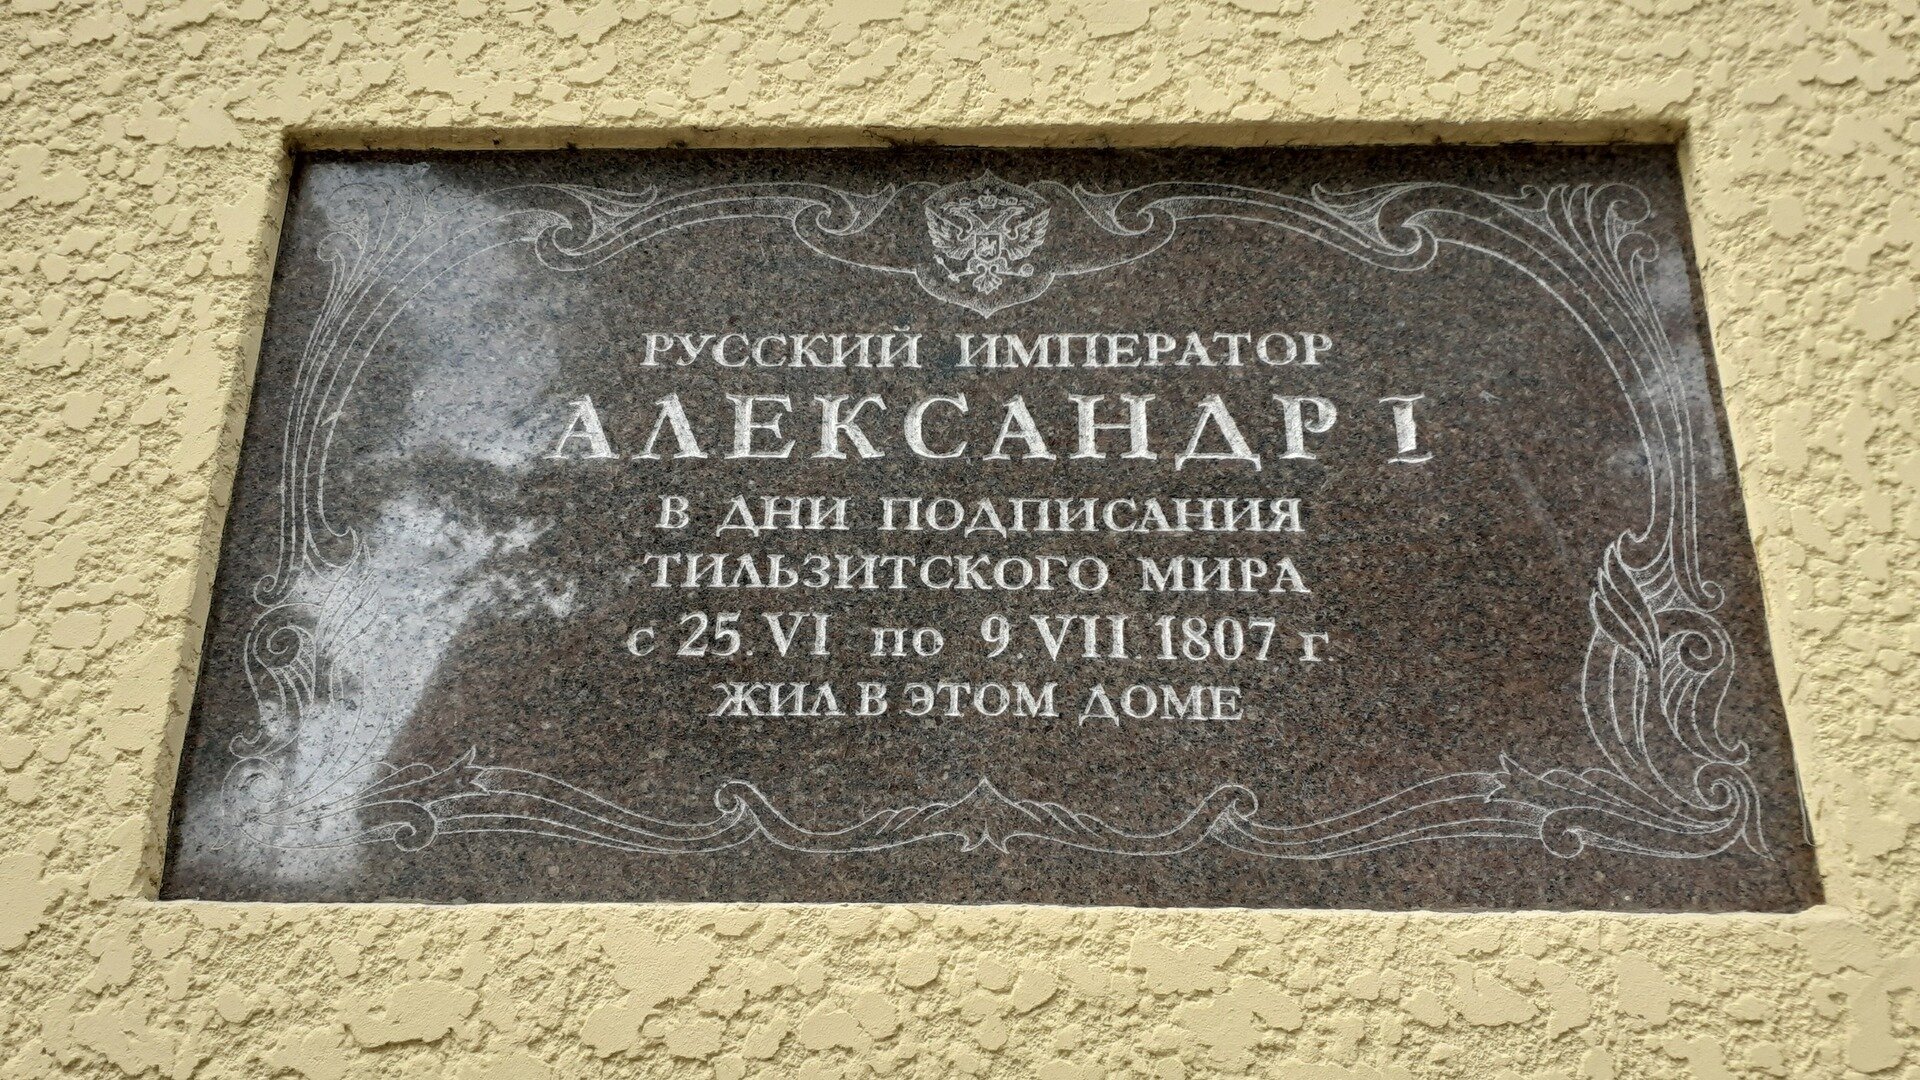 РУССКИЙ ИМПЕРАТОР
АЛЕКСАНДР I
В ДНИ ПОДПИСАНИЯ
ТИЛЬЗИТСКОГО МИРА
с 25.VI по 9.VII.1807 г.
ЖИЛ В ЭТОМ ДОМЕ